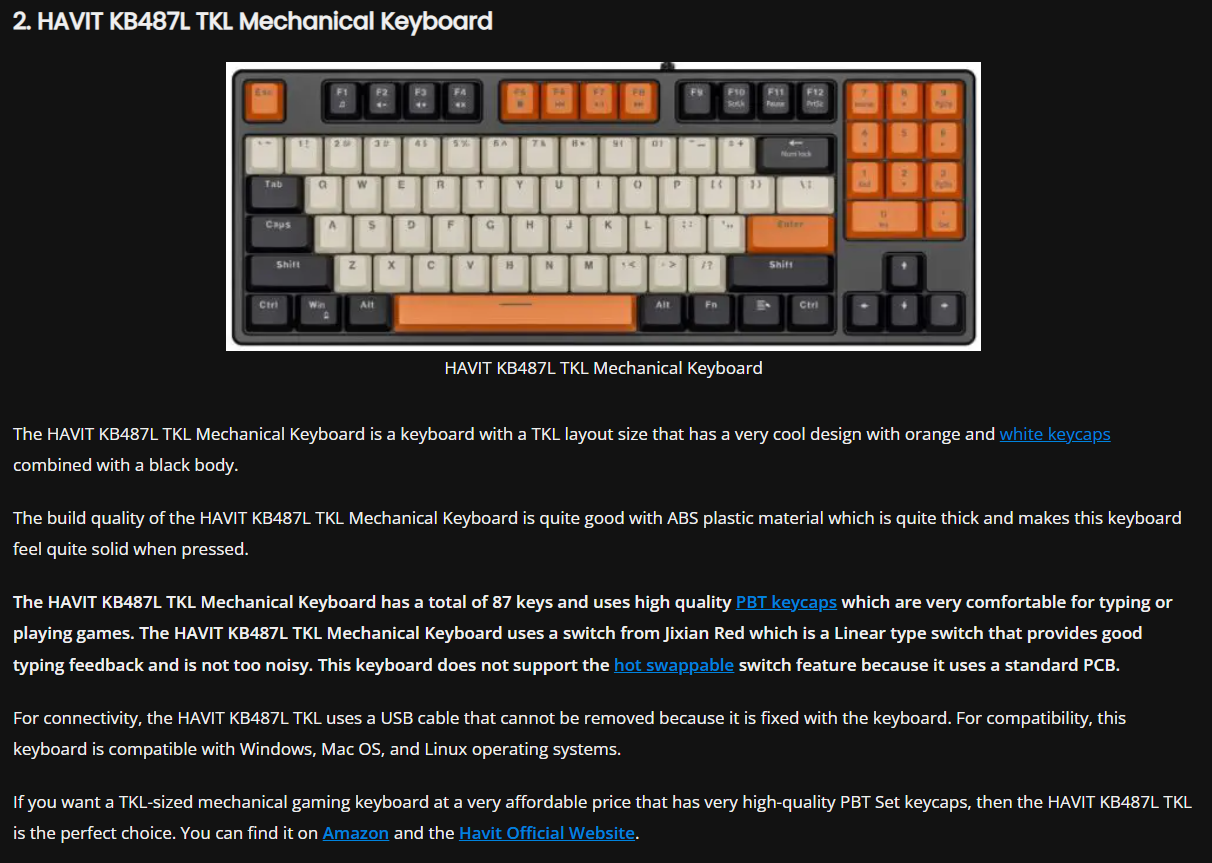 2. HAVIT KB487L TKL Mechanical Keyboard
Esc F1 F2 F3 F4 F9 F10 F11 F12
ScrLk Pause PrtSc
7 8 9
4 5 6
1 2 3
0
Num lock
Tab Q W E R T Y U I O P
Caps A S D F G H J K L Enter
Shift Z X C V B N M Shift
Ctrl Win Alt Alt Fn Ctrl
HAVIT KB487L TKL Mechanical Keyboard
The HAVIT KB487L TKL Mechanical Keyboard is a keyboard with a TKL layout size that has a very cool design with orange and white keycaps
combined with a black body.
The build quality of the HAVIT KB487L TKL Mechanical Keyboard is quite good with ABS plastic material which is quite thick and makes this keyboard
feel quite solid when pressed.
The HAVIT KB487L TKL Mechanical Keyboard has a total of 87 keys and uses high quality PBT keycaps which are very comfortable for typing or
playing games. The HAVIT KB487L TKL Mechanical Keyboard uses a switch from Jixian Red which is a Linear type switch that provides good
typing feedback and is not too noisy. This keyboard does not support the hot swappable switch feature because it uses a standard PCB.
For connectivity, the HAVIT KB487L TKL uses a USB cable that cannot be removed because it is fixed with the keyboard. For compatibility, this
keyboard is compatible with Windows, Mac OS, and Linux operating systems.
If you want a TKL-sized mechanical gaming keyboard at a very affordable price that has very high-quality PBT Set keycaps, then the HAVIT KB487L TKL
is the perfect choice. You can find it on Amazon and the Havit Official Website.